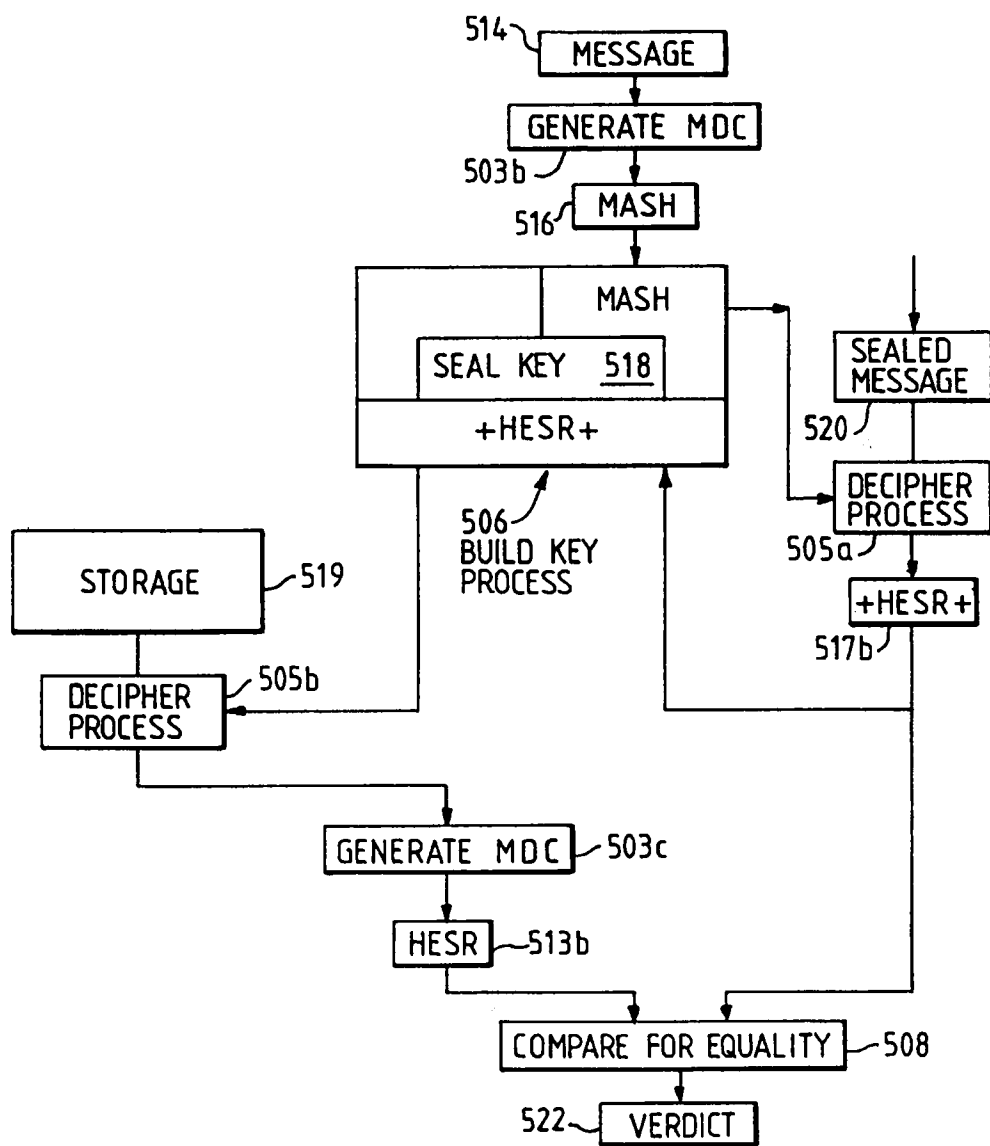 514
MESSAGE
GENERATE MDC
503b
516
MASH
MASH
SEAL KEY 518
+HESR+
SEALED
MESSAGE
520
506
BUILD KEY
PROCESS
DECIPHER
PROCESS
505a
STORAGE
519
+HESR+
517b
505b
DECIPHER
PROCESS
GENERATE MDC
503c
HESR
513b
COMPARE FOR EQUALITY
508
522
VERDICT